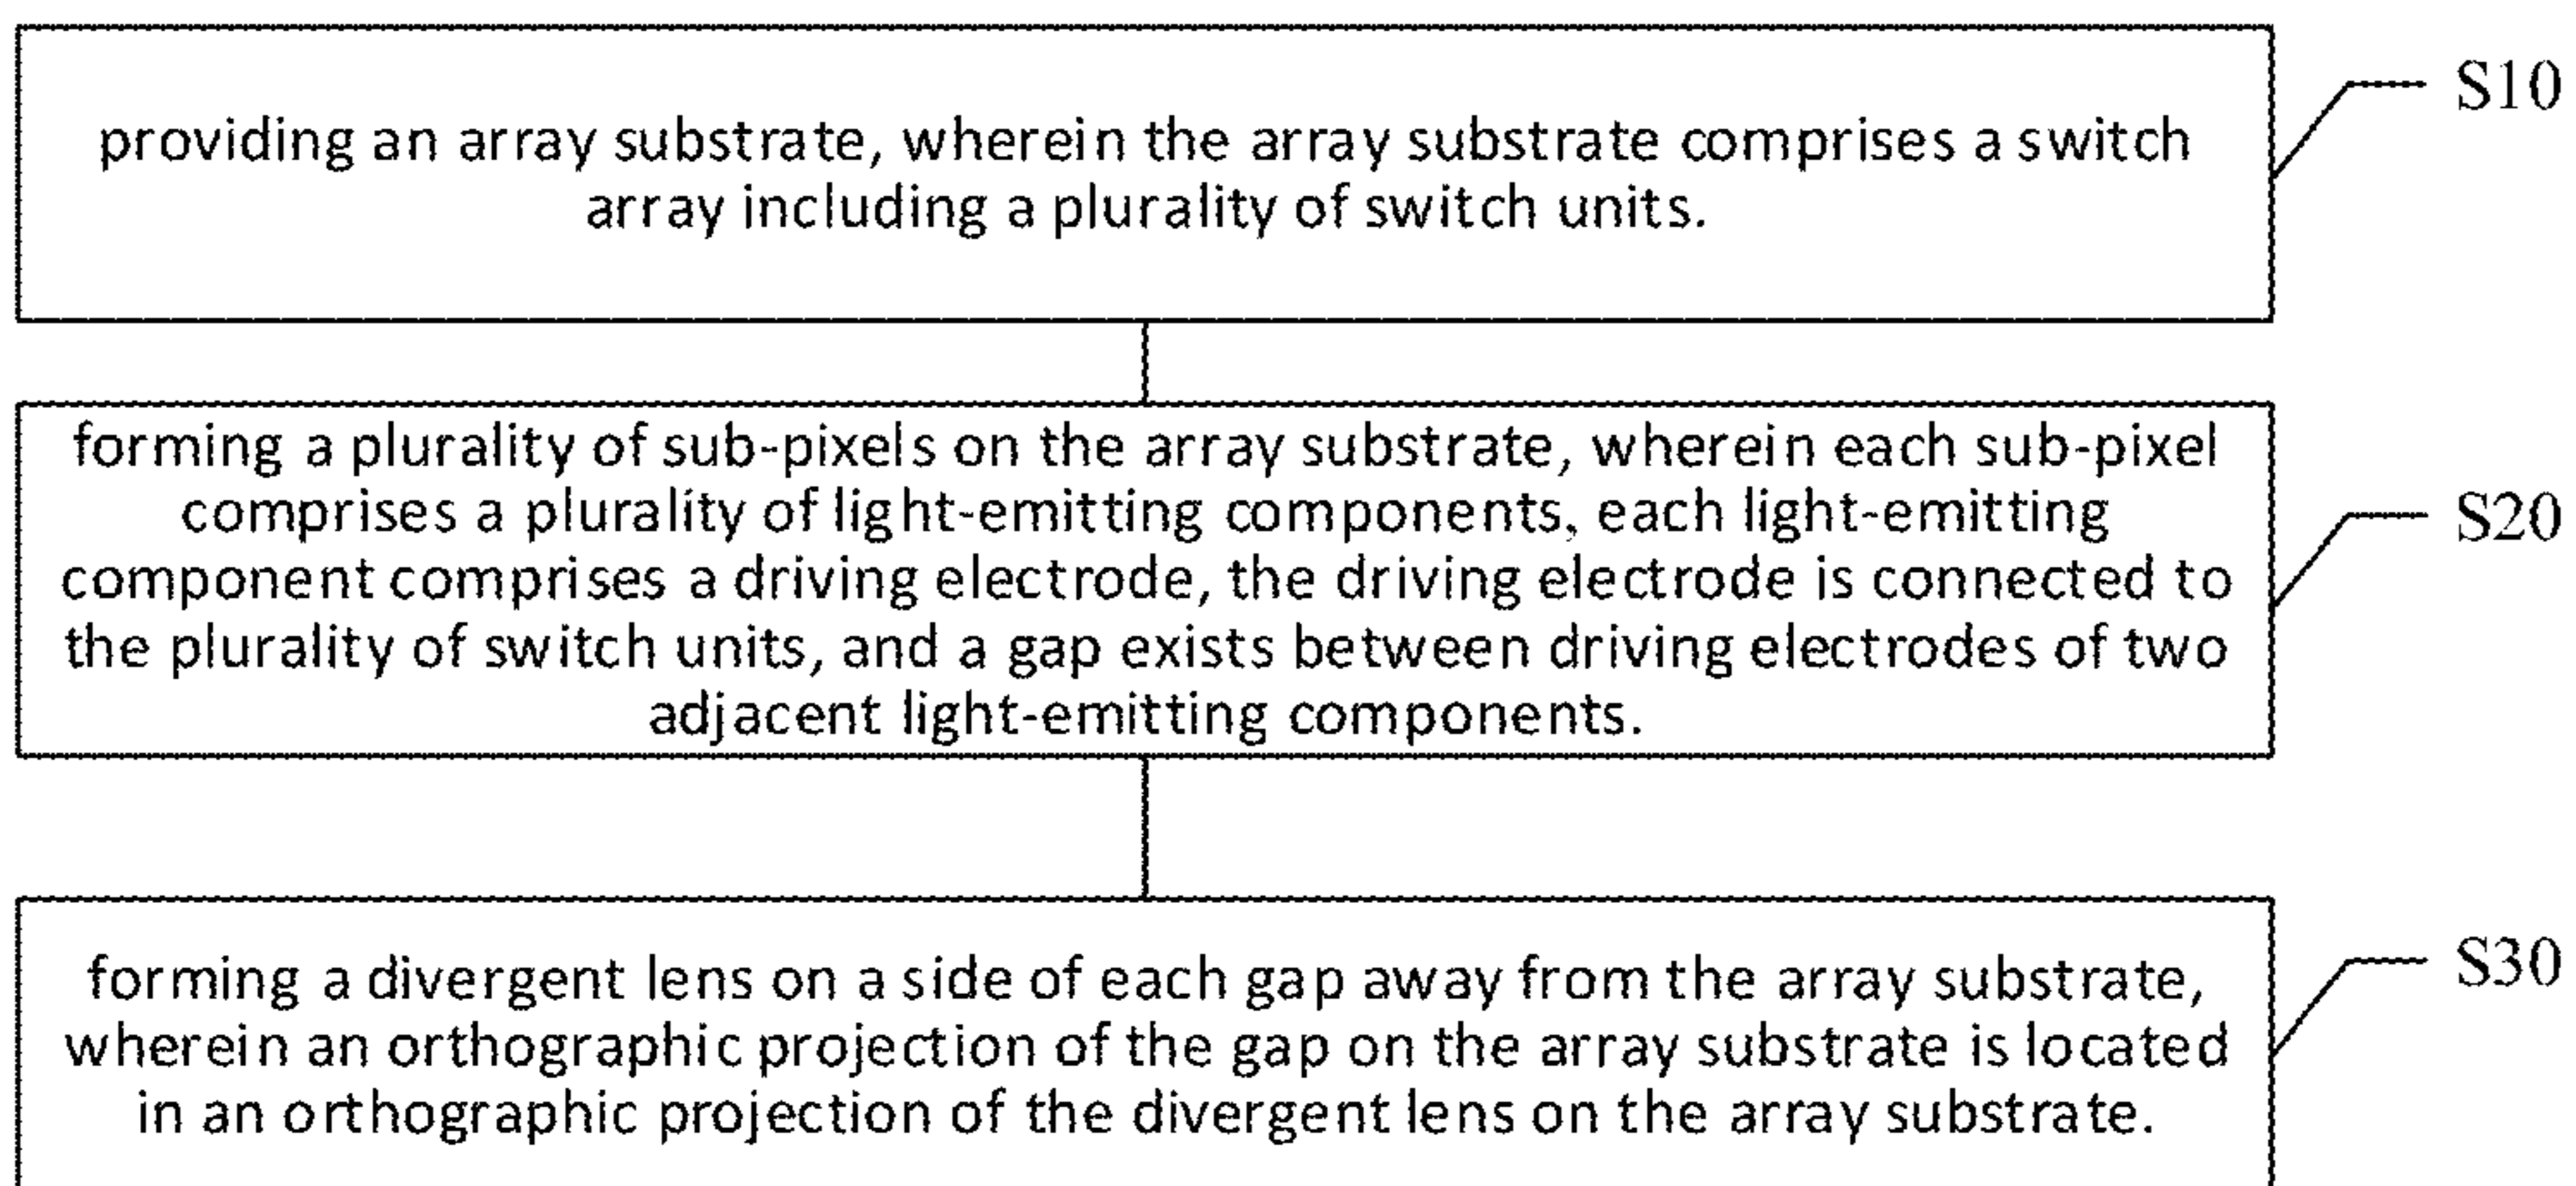 providing an array substrate, wherein the array substrate comprises a switch
array including a plurality of switch units.
S10
forming a plurality of sub-pixels on the array substrate, wherein each sub-pixel
comprises a plurality of light-emitting components, each light-emitting
component comprises a driving electrode, the driving electrode is connected to
the plurality of switch units, and a gap exists between driving electrodes of two
adjacent light-emitting components.
S20
forming a divergent lens on a side of each gap away from the array substrate,
wherein an orthographic projection of the gap on the array substrate is located
in an orthographic projection of the divergent lens on the array substrate.
S30